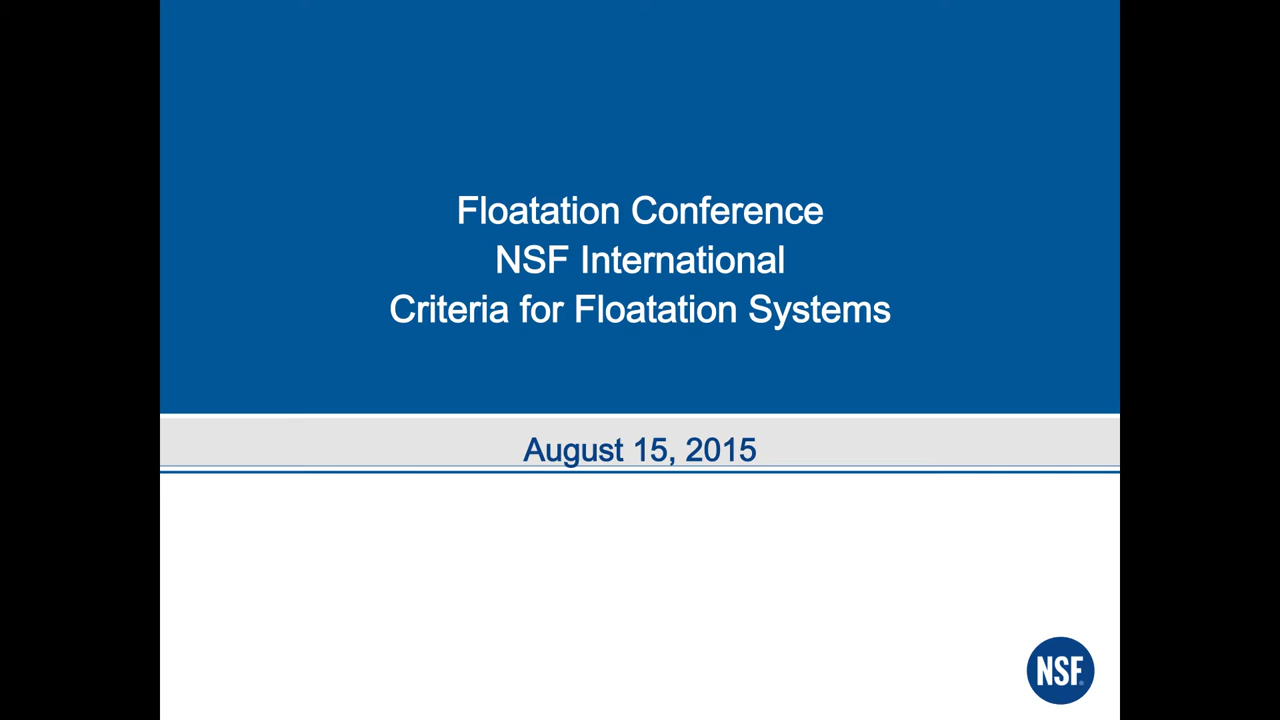 Floatation Conference
NSF International
Criteria for Floatation Systems
August 15, 2015
NSF®